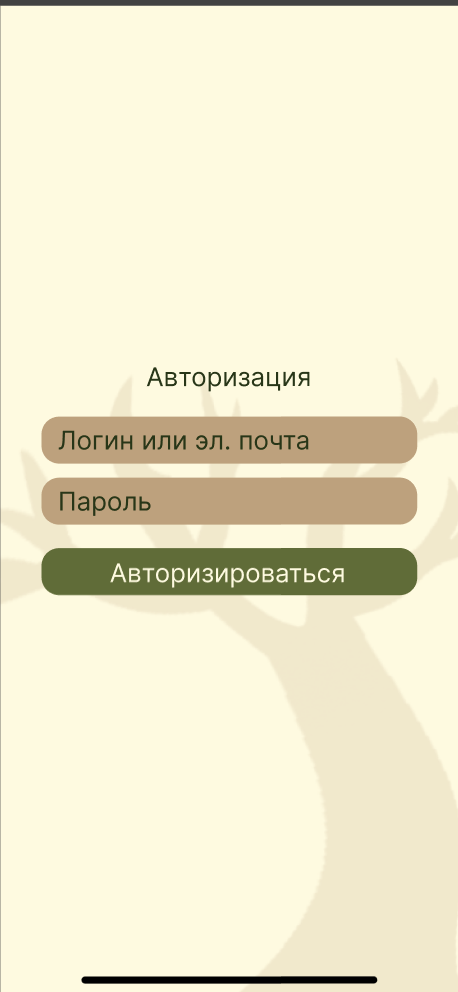 Авторизация
Логин или эл. почта
Пароль
Авторизироваться